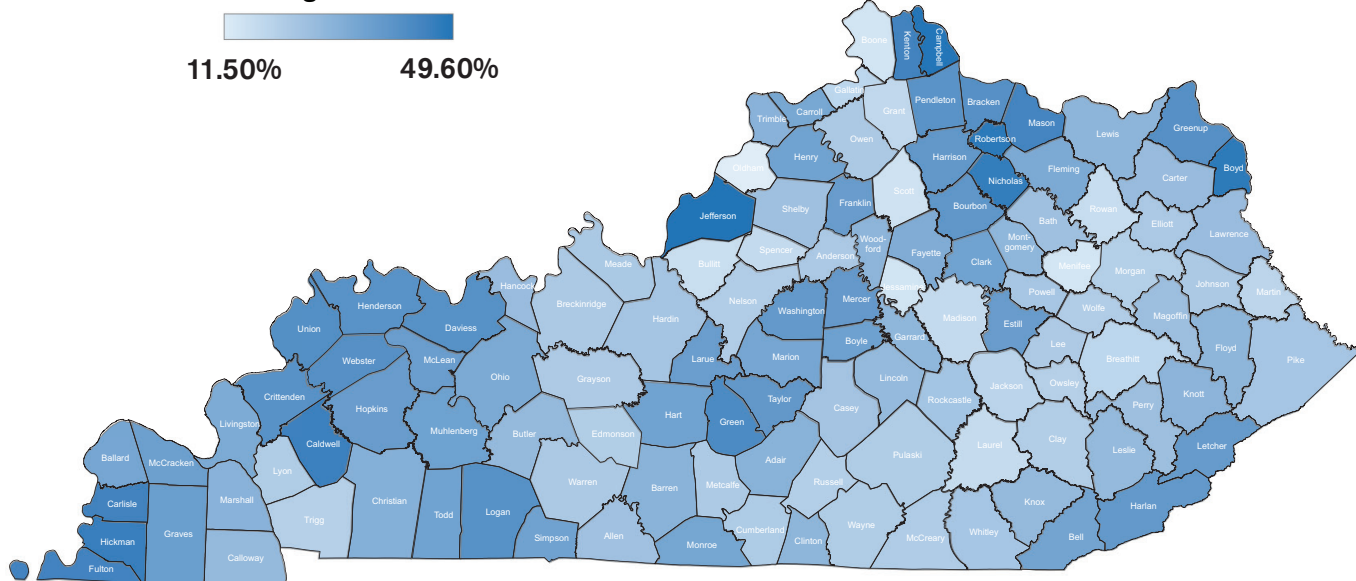 11.50%
49.60%
Boone
Kenton
Campbell
Gallatin
Grant
Pendleton
Bracken
Trimble
Carroll
Owen
Robertson
Mason
Lewis
Greenup
Oldham
Henry
Harrison
Nicholas
Fleming
Carter
Boyd
Jefferson
Shelby
Franklin
Scott
Bourbon
Bath
Rowan
Elliott
Lawrence
Spencer
Anderson
Wood-
ford
Fayette
Clark
Mont-
gomery
Menifee
Morgan
Bullitt
Meade
Hancock
Breckinridge
Hardin
Nelson
Washington
Mercer
Jessamine
Madison
Estill
Powell
Wolfe
Magoffin
Johnson
Martin
Henderson
Union
Daviess
Webster
McLean
Ohio
Grayson
Larue
Marion
Boyle
Garrard
Lincoln
Rockcastle
Jackson
Lee
Owsley
Breathitt
Perry
Knott
Floyd
Pike
Crittenden
Livingston
Hopkins
Caldwell
Muhlenberg
Butler
Edmonson
Hart
Green
Taylor
Casey
Pulaski
Laurel
Clay
Leslie
Letcher
Ballard
McCracken
Lyon
Trigg
Christian
Todd
Logan
Warren
Barren
Metcalfe
Adair
Russell
Wayne
McCreary
Whitley
Knox
Bell
Harlan
Carlisle
Hickman
Fulton
Graves
Marshall
Calloway
Simpson
Allen
Monroe
Cumberland
Clinton